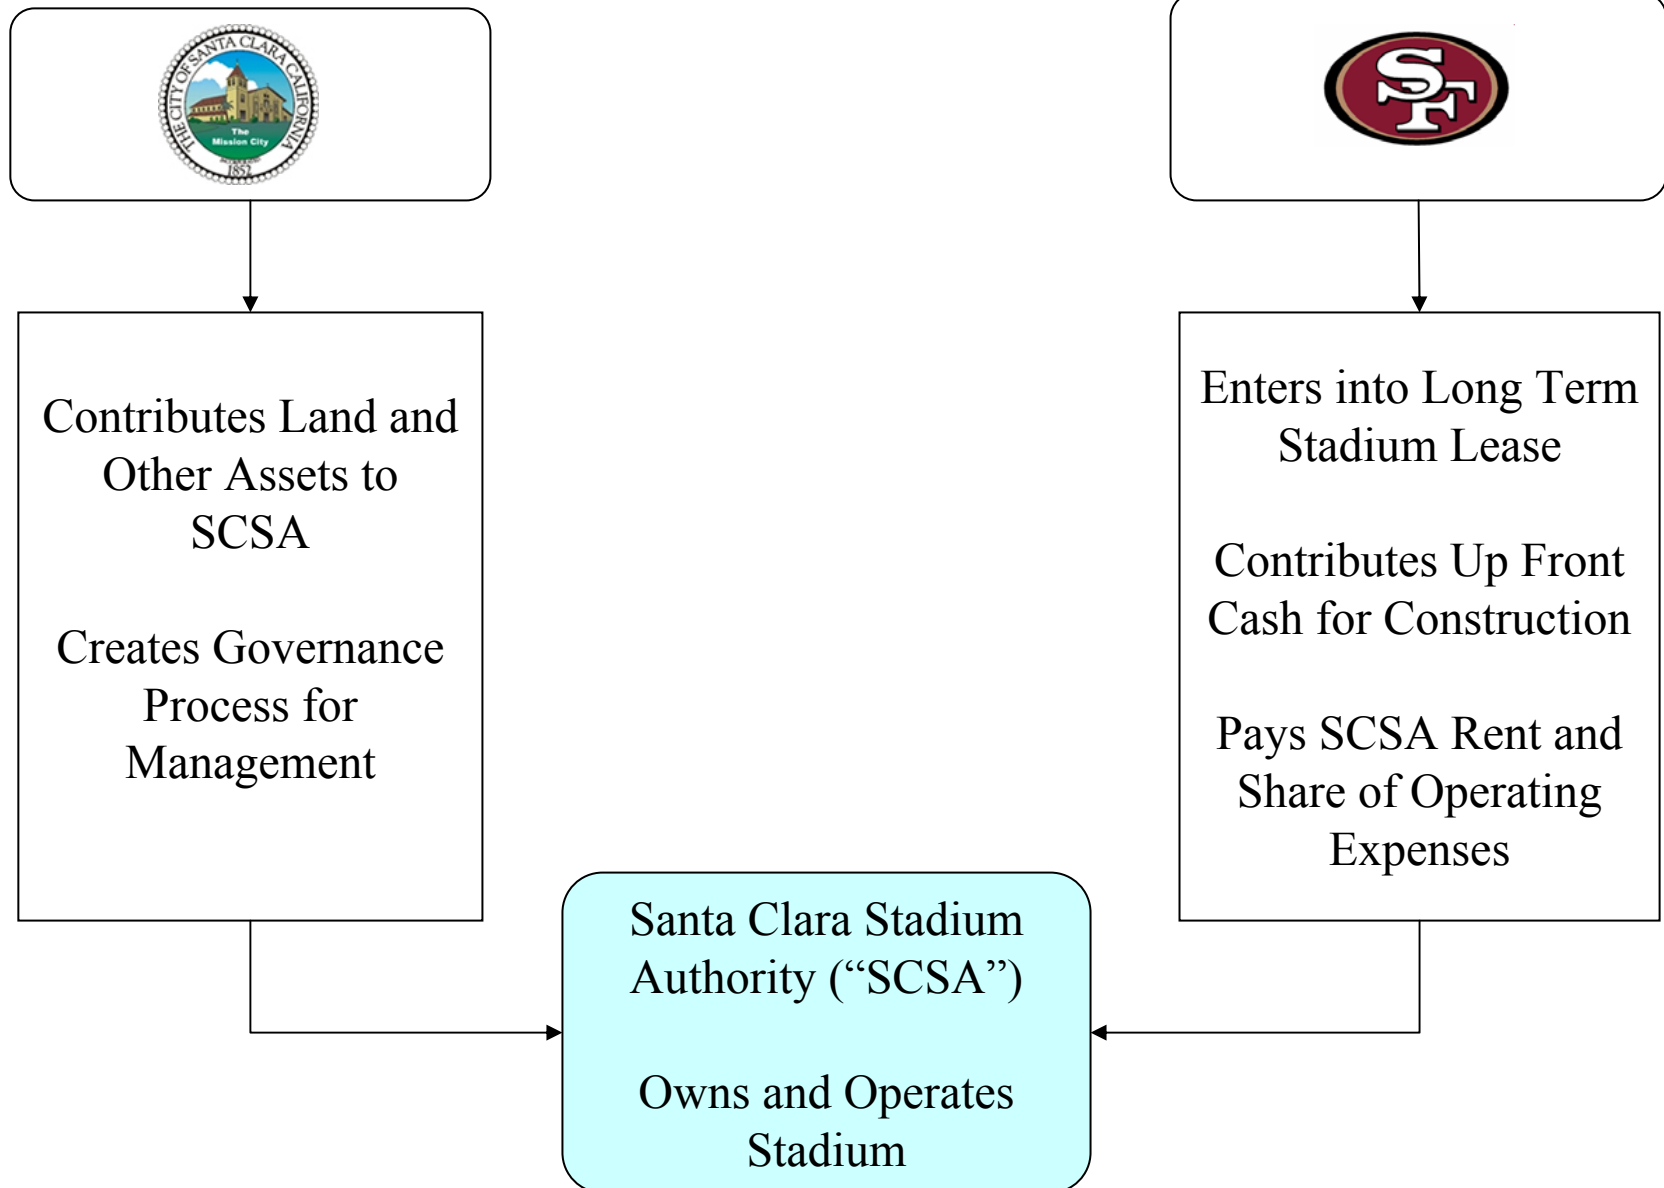 THE CITY OF SANTA CLARA CALIFORNIA
The
Mission City
INCORPORATED
1852
SF
Contributes Land and
Other Assets to
SCSA
Creates Governance
Process for
Management
Enters into Long Term
Stadium Lease
Contributes Up Front
Cash for Construction
Pays SCSA Rent and
Share of Operating
Expenses
Santa Clara Stadium
Authority (“SCSA”)
Owns and Operates
Stadium